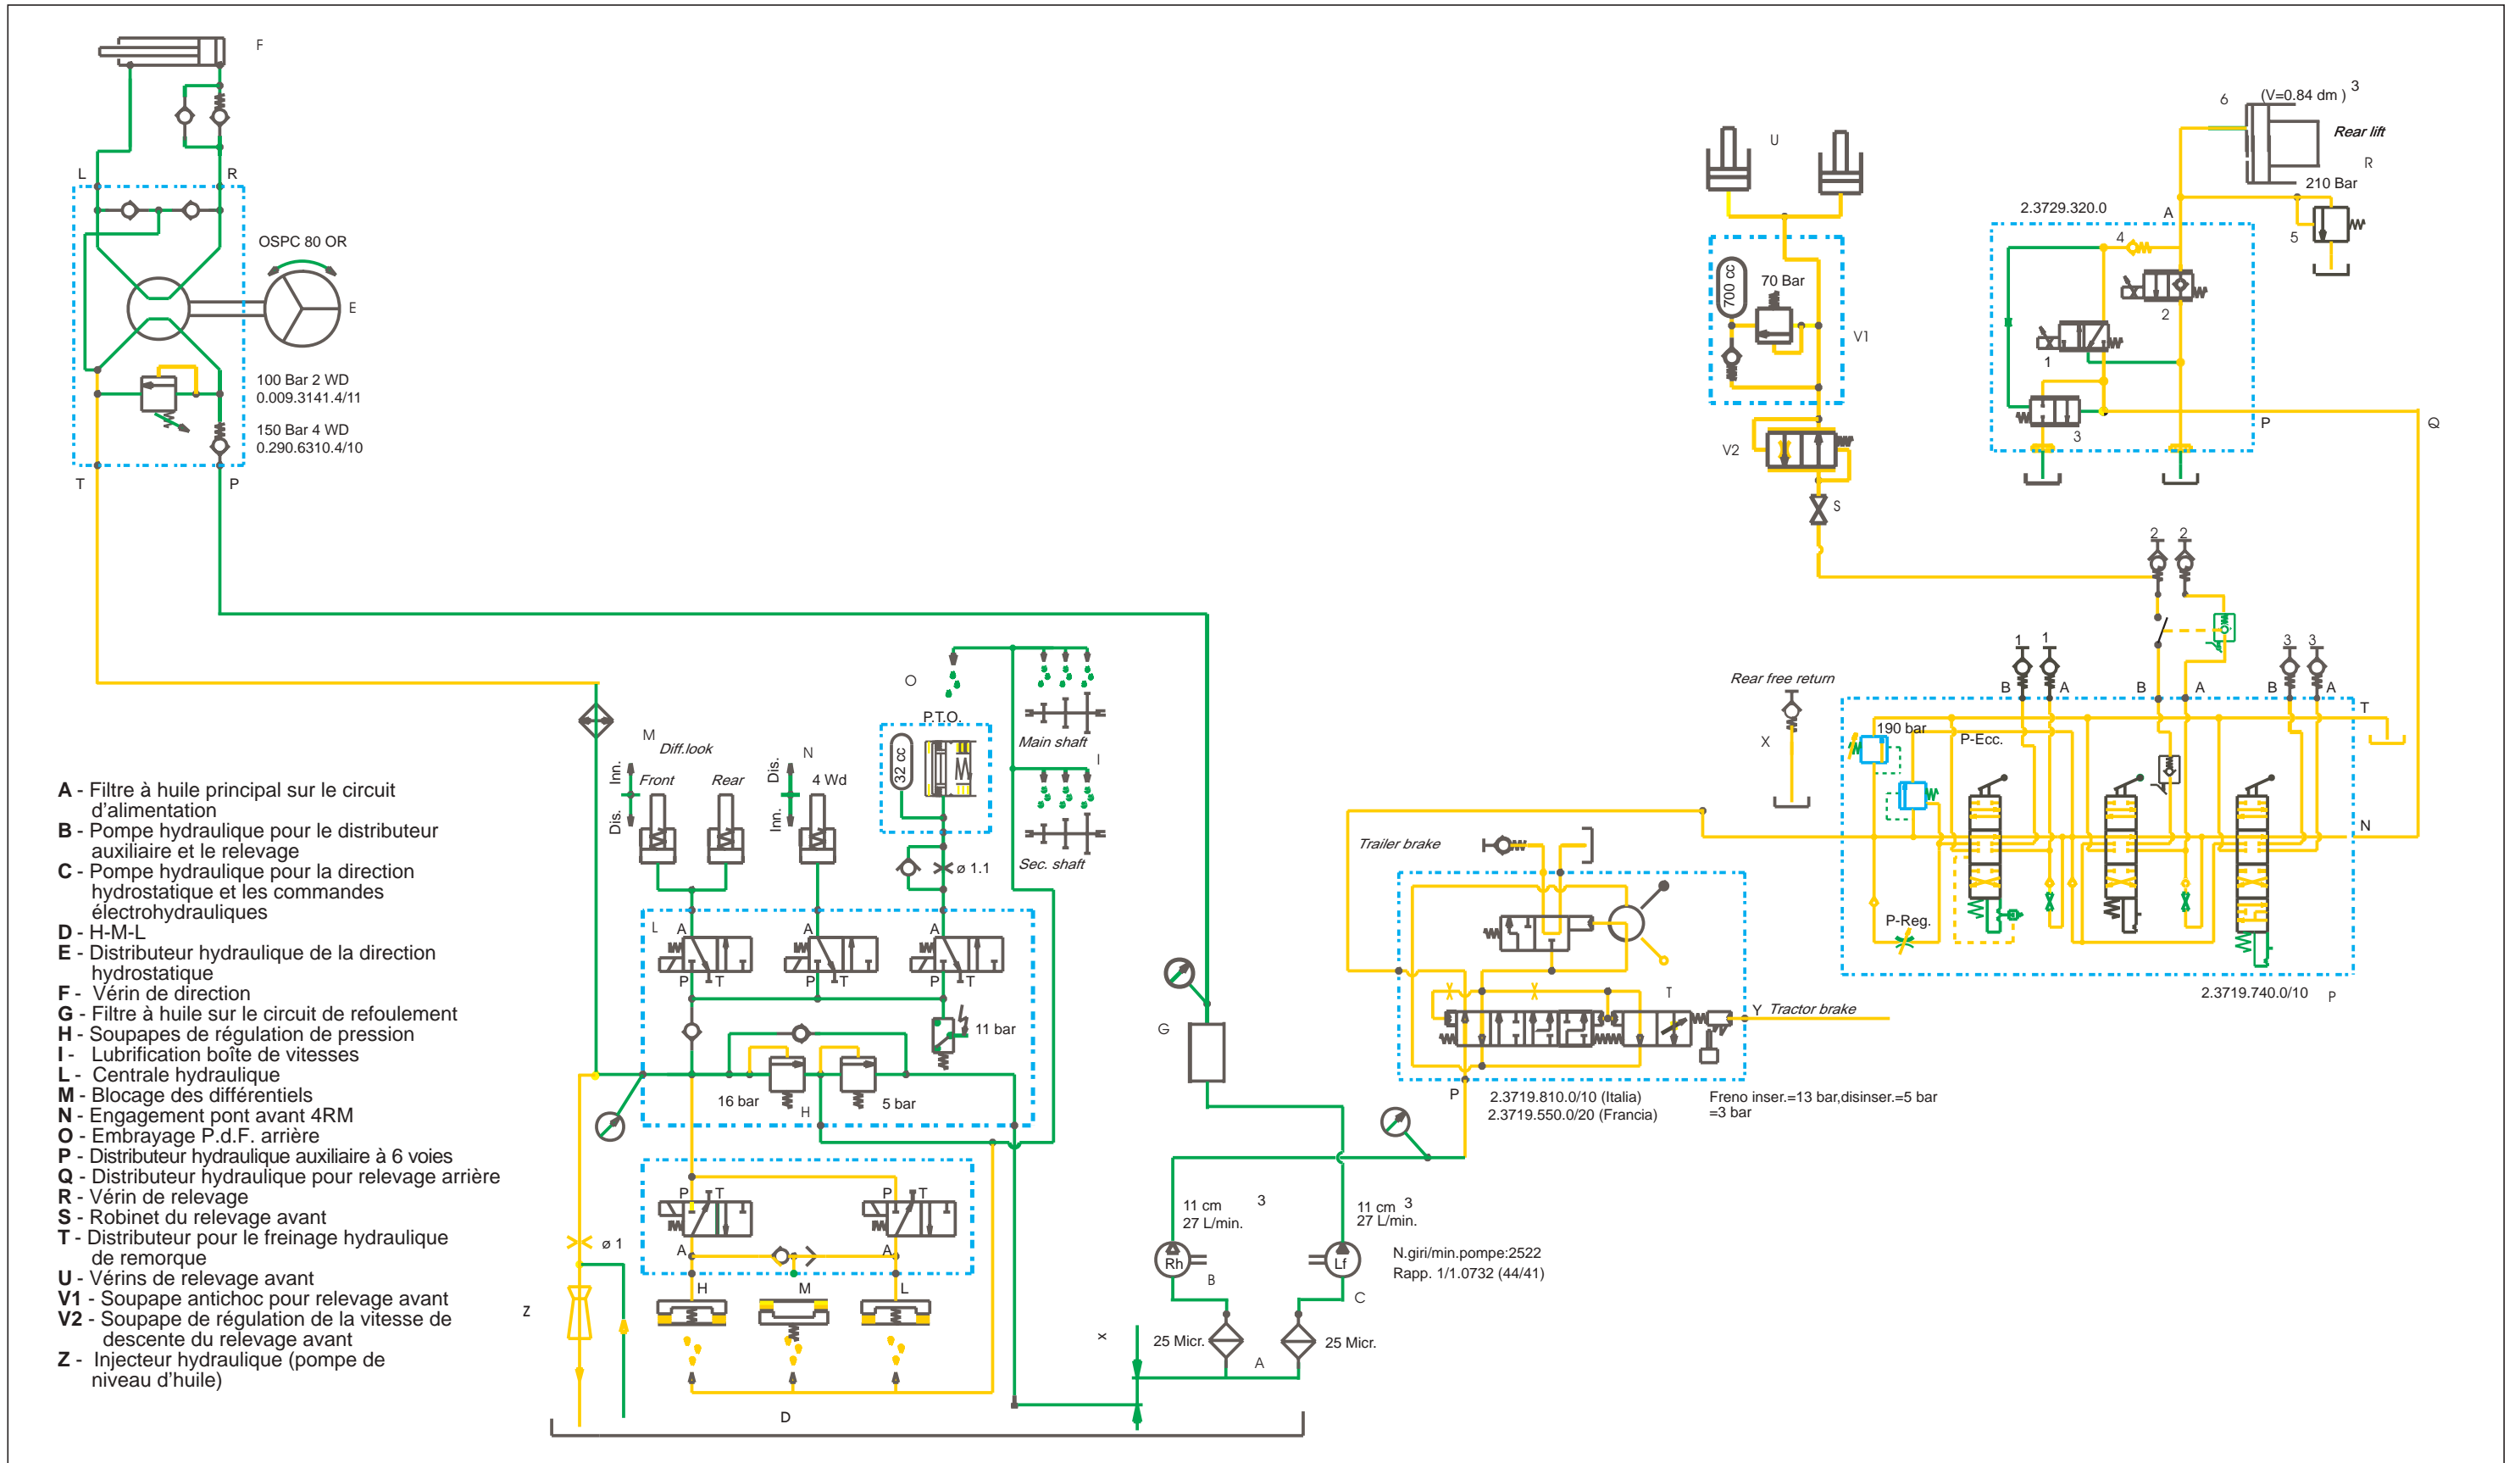 F
L
R
OSPC 80 OR
E
100 Bar 2 WD
0.009.3141.4/11
150 Bar 4 WD
0.290.6310.4/10
T
P
U
700 cc
70 Bar
V1
V2
S
6
(V=0.84 dm ) 3
Rear lift
R
210 Bar
2.3729.320.0
A
4
5
2
1
3
P
Q
2 2
1 1
3 3
B A
B A
B A
T
Rear free return
X
190 bar
P-Ecc.
N
P-Reg.
2.3719.740.0/10 P
Trailer brake
T
Y Tractor brake
P
2.3719.810.0/10 (Italia)
2.3719.550.0/20 (Francia)
Freno inser.=13 bar,disinser.=5 bar
=3 bar
O
P.T.O.
32 cc
Main shaft
I
Sec. shaft
ø 1.1
M
Diff.look
Inn.
Dis.
Front
Rear
N
Dis.
Inn.
4 Wd
L
A
A
A
P T
P T
P T
11 bar
16 bar
H
5 bar
G
P T
P T
A
A
H
M
L
ø 1
Z
D
x
11 cm 3
27 L/min.
11 cm 3
27 L/min.
Rh
B
Lf
C
N.giri/min.pompe:2522
Rapp. 1/1.0732 (44/41)
25 Micr.
A
25 Micr.
A - Filtre à huile principal sur le circuit
d’alimentation
B - Pompe hydraulique pour le distributeur
auxiliaire et le relevage
C - Pompe hydraulique pour la direction
hydrostatique et les commandes
électrohydrauliques
D - H-M-L
E - Distributeur hydraulique de la direction
hydrostatique
F - Vérin de direction
G - Filtre à huile sur le circuit de refoulement
H - Soupapes de régulation de pression
I - Lubrification boîte de vitesses
L - Centrale hydraulique
M - Blocage des différentiels
N - Engagement pont avant 4RM
O - Embrayage P.d.F. arrière
P - Distributeur hydraulique auxiliaire à 6 voies
Q - Distributeur hydraulique pour relevage arrière
R - Vérin de relevage
S - Robinet du relevage avant
T - Distributeur pour le freinage hydraulique
de remorque
U - Vérins de relevage avant
V1 - Soupape antichoc pour relevage avant
V2 - Soupape de régulation de la vitesse de
descente du relevage avant
Z - Injecteur hydraulique (pompe de
niveau d’huile)